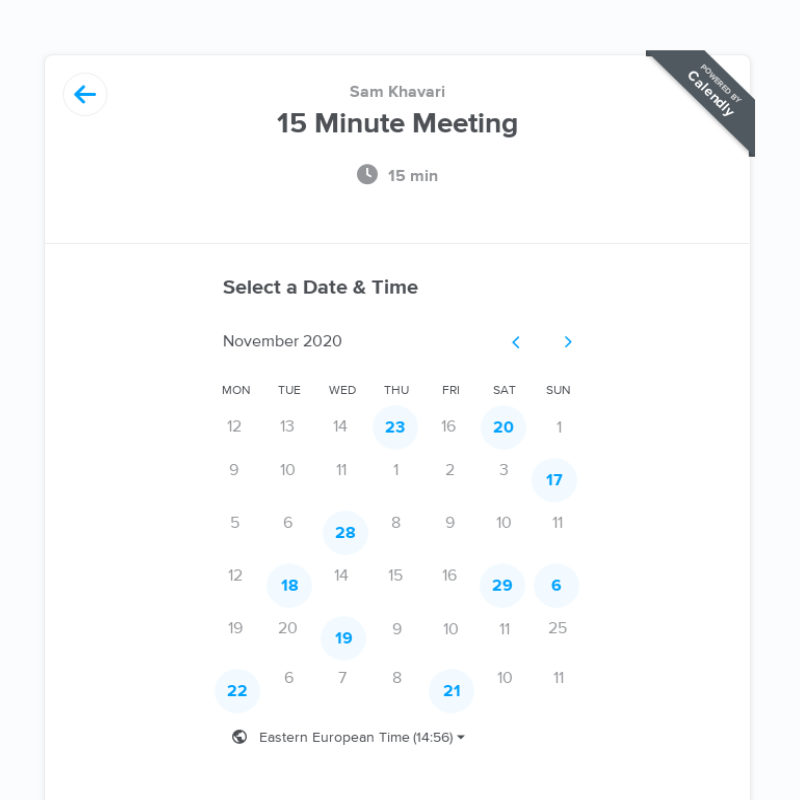 POWERED BY
Calendly
Sam Khavari
15 Minute Meeting
15 min
Select a Date & Time
November 2020
MON TUE WED THU FRI SAT SUN
12 13 14 23 16 20 1
9 10 11 1 2 3 17
5 6 28 8 9 10 11
12 18 14 15 16 29 6
19 20 19 9 10 11 25
22 6 7 8 21 10 11
Eastern European Time (14:56)